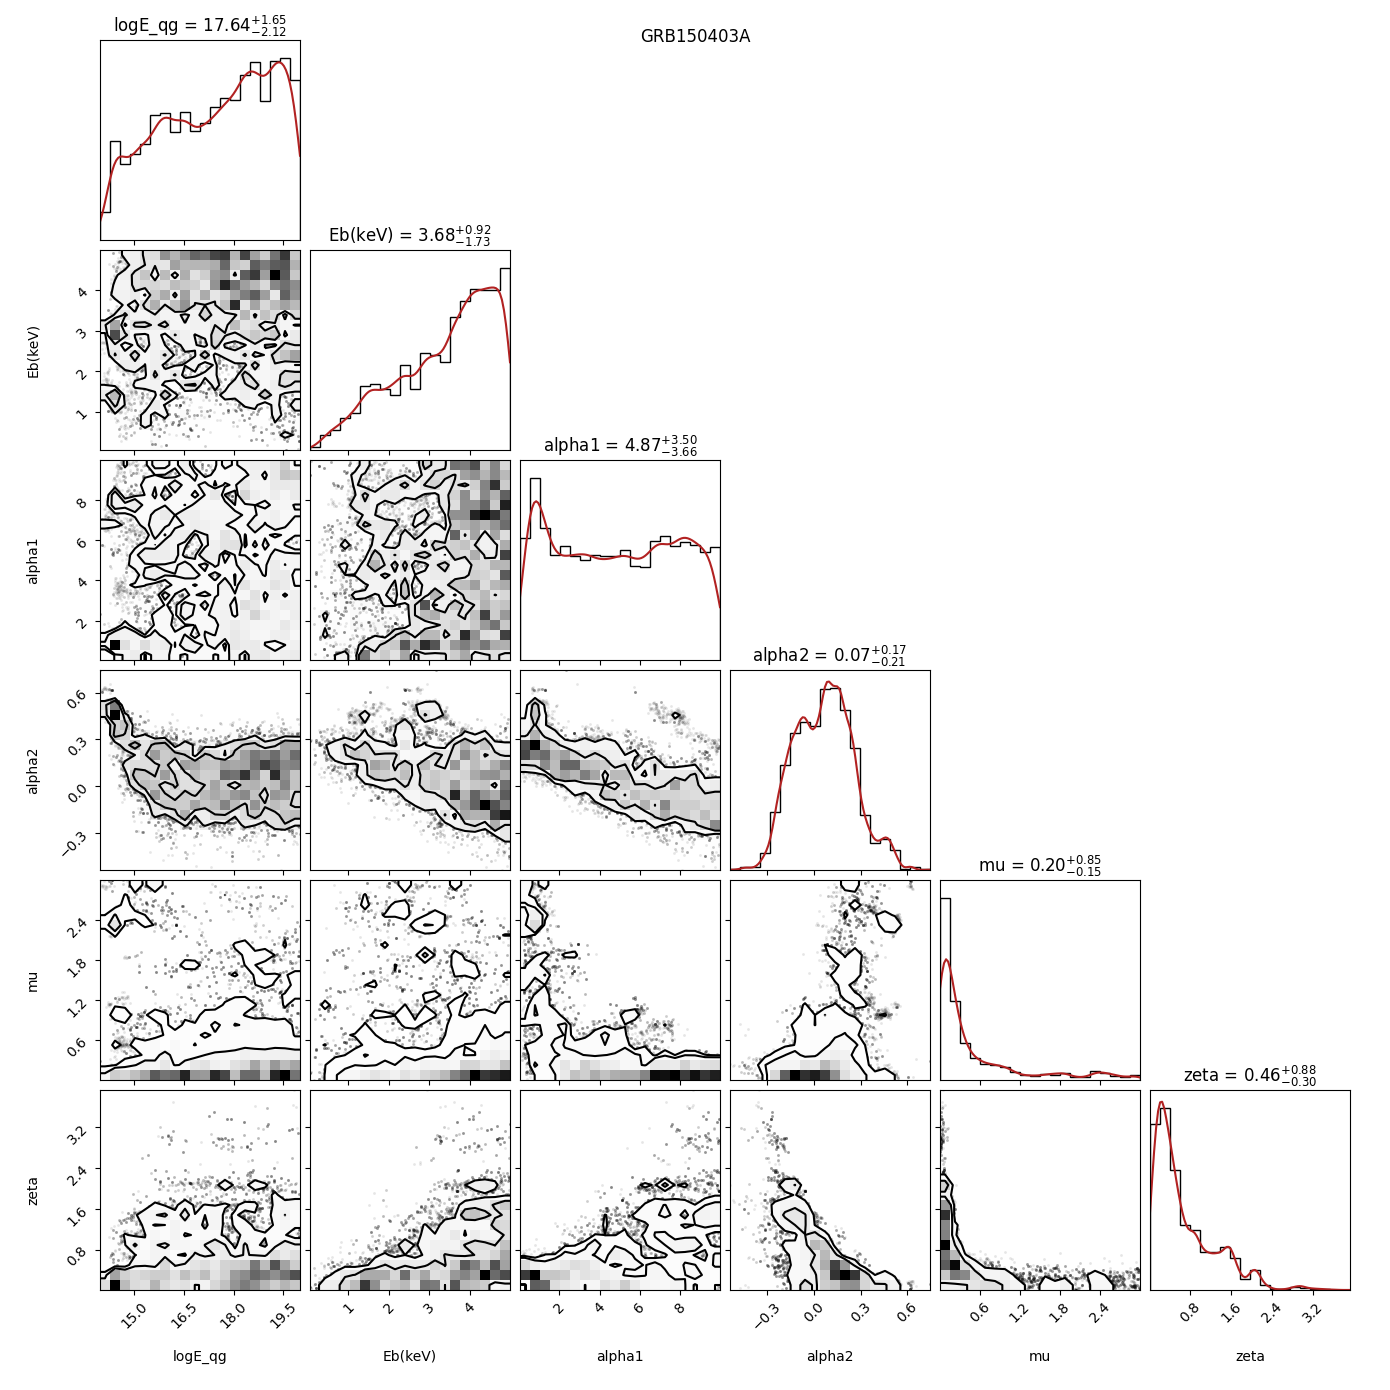 GRB150403A
logE_qg = 17.64+1.65−2.12
Eb(keV) = 3.68+0.92−1.73
Eb(keV)
4
3
2
1
alpha1 = 4.87+3.50−3.66
alpha1
8
6
4
2
alpha2 = 0.07+0.17−0.21
alpha2
0.6
0.3
0.0
−0.3
mu = 0.20+0.85−0.15
mu
2.4
1.8
1.2
0.6
zeta = 0.46+0.88−0.30
zeta
3.2
2.4
1.6
0.8
15.0 16.5 18.0 19.5 1 2 3 4 2 4 6 8 −0.3 0.0 0.3 0.6 0.6 1.2 1.8 2.4 0.8 1.6 2.4 3.2
logE_qg Eb(keV) alpha1 alpha2 mu zeta